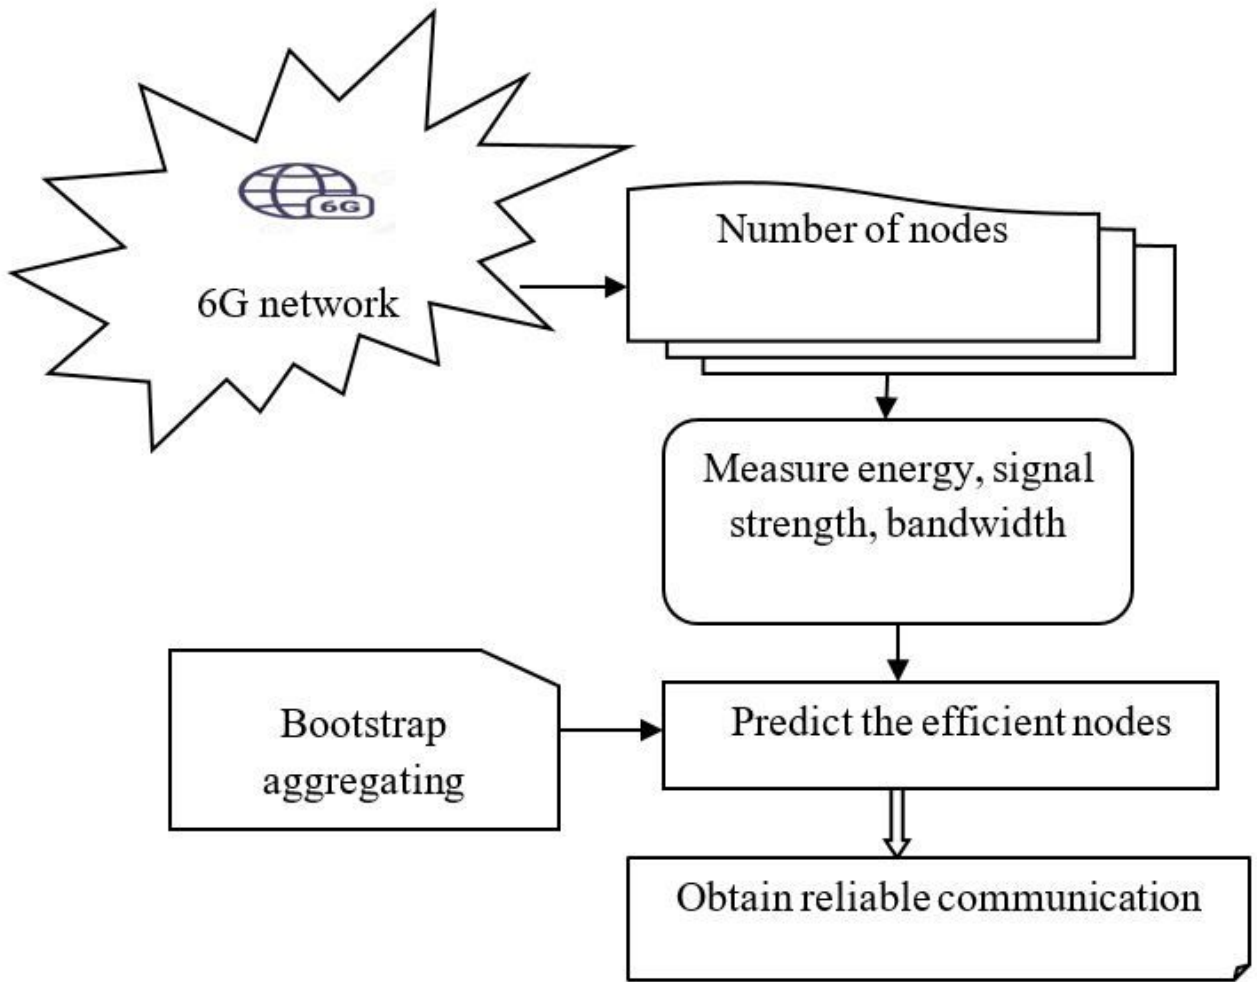 6G
6G network
Number of nodes
Measure energy, signal
strength, bandwidth
Bootstrap
aggregating
Predict the efficient nodes
Obtain reliable communication